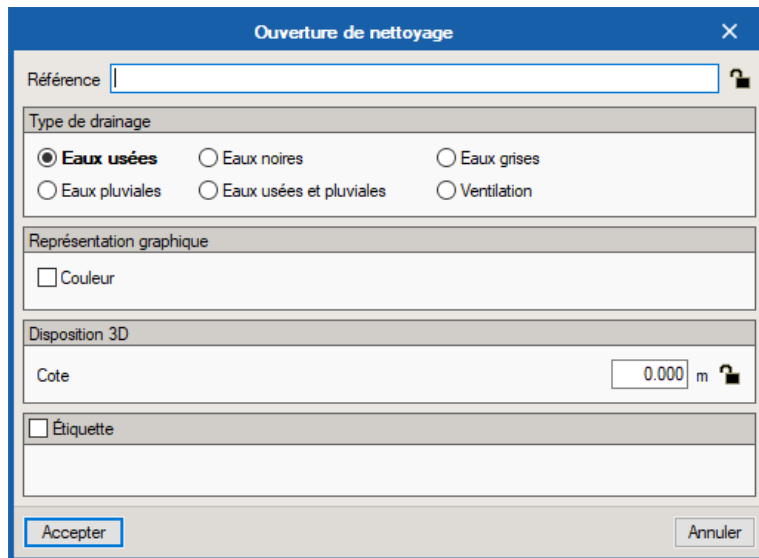 Ouverture de nettoyage
Référence
Type de drainage
Eaux usées Eaux noires Eaux grises
Eaux pluviales Eaux usées et pluviales Ventilation
Représentation graphique
Couleur
Disposition 3D
Cote 0.000 m
Étiquette
Accepter Annuler